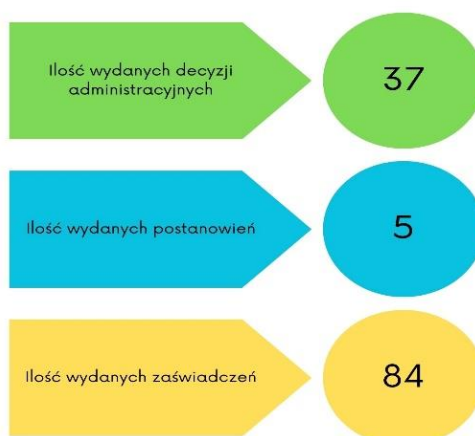 Ilość wydanych decyzji
administracyjnych
37
Ilość wydanych postanowień
5
Ilość wydanych zaświadczeń
84